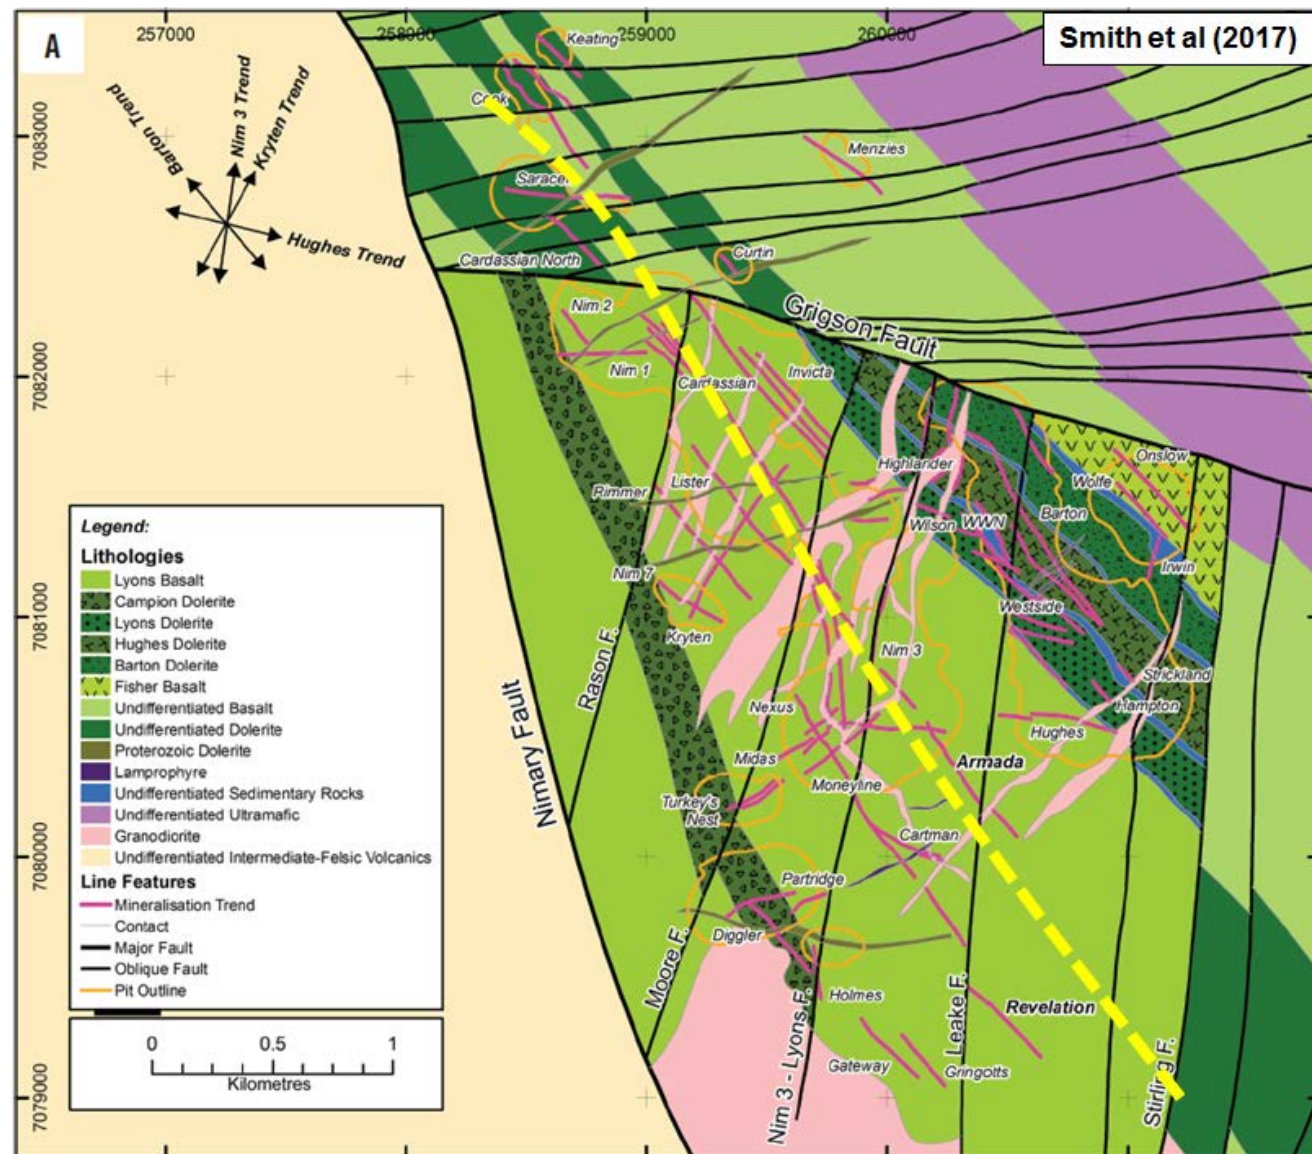 A
257000
258000
259000
260000
Smith et al (2017)
7083000
7082000
7081000
7080000
7079000
Barton Trend
Nim 3 Trend
Kryten Trend
Hughes Trend
Keating
Cook
Menzies
Saracen
Cardassian North
Curtin
Grigson Fault
Nim 2
Nim 1
Cardassian
Invicta
Highlander
Onslow
Wolfe
Barton
Lister
Rimmer
Wilson
WWN
Irwin
Nim 7
Westside
Kryten
Nim 3
Strickland
Hampton
Hughes
Nexus
Rason F.
Nimary Fault
Midas
Armada
Moneyline
Turkey's
Nest
Cartman
Partridge
Diggler
Moore F.
Holmes
Revelation
Nim 3 - Lyons F.
Leake F.
Gateway
Gringotts
Stirling F.
Legend:
Lithologies
Lyons Basalt
Campion Dolerite
Lyons Dolerite
Hughes Dolerite
Barton Dolerite
Fisher Basalt
Undifferentiated Basalt
Undifferentiated Dolerite
Proterozoic Dolerite
Lamprophyre
Undifferentiated Sedimentary Rocks
Undifferentiated Ultramafic
Granodiorite
Undifferentiated Intermediate-Felsic Volcanics
Line Features
Mineralisation Trend
Contact
Major Fault
Oblique Fault
Pit Outline
0 0.5 1
Kilometres